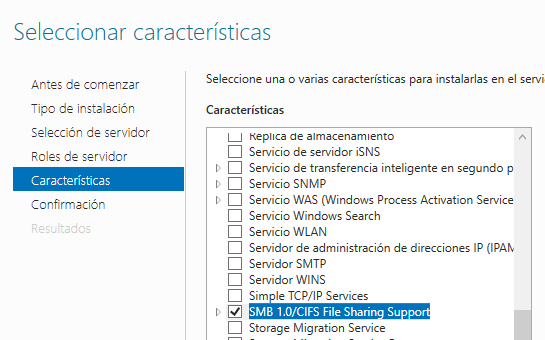 Seleccionar características
Antes de comenzar
Tipo de instalación
Selección de servidor
Roles de servidor
Características
Confirmación
Resultados
Seleccione una o varias características para instalarlas en el servi
Características
Réplica de almacenamiento
Servicio de servidor iSNS
Servicio de transferencia inteligente en segundo p
Servicio SNMP
Servicio WAS (Windows Process Activation Service
Servicio Windows Search
Servicio WLAN
Servidor de administración de direcciones IP (IPAM
Servidor SMTP
Servidor WINS
Simple TCP/IP Services
SMB 1.0/CIFS File Sharing Support
Storage Migration Service